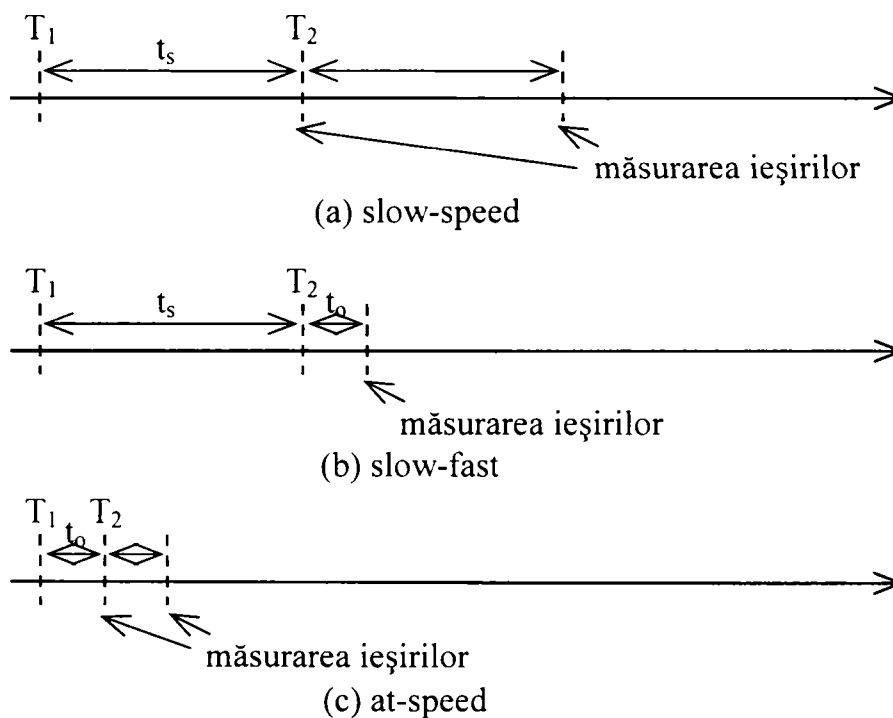 T₁ tₛ T₂
măsurarea ieşirilor
(a) slow-speed
T₁ tₛ T₂ tₒ
măsurarea ieşirilor
(b) slow-fast
T₁ tₒ T₂
măsurarea ieşirilor
(c) at-speed